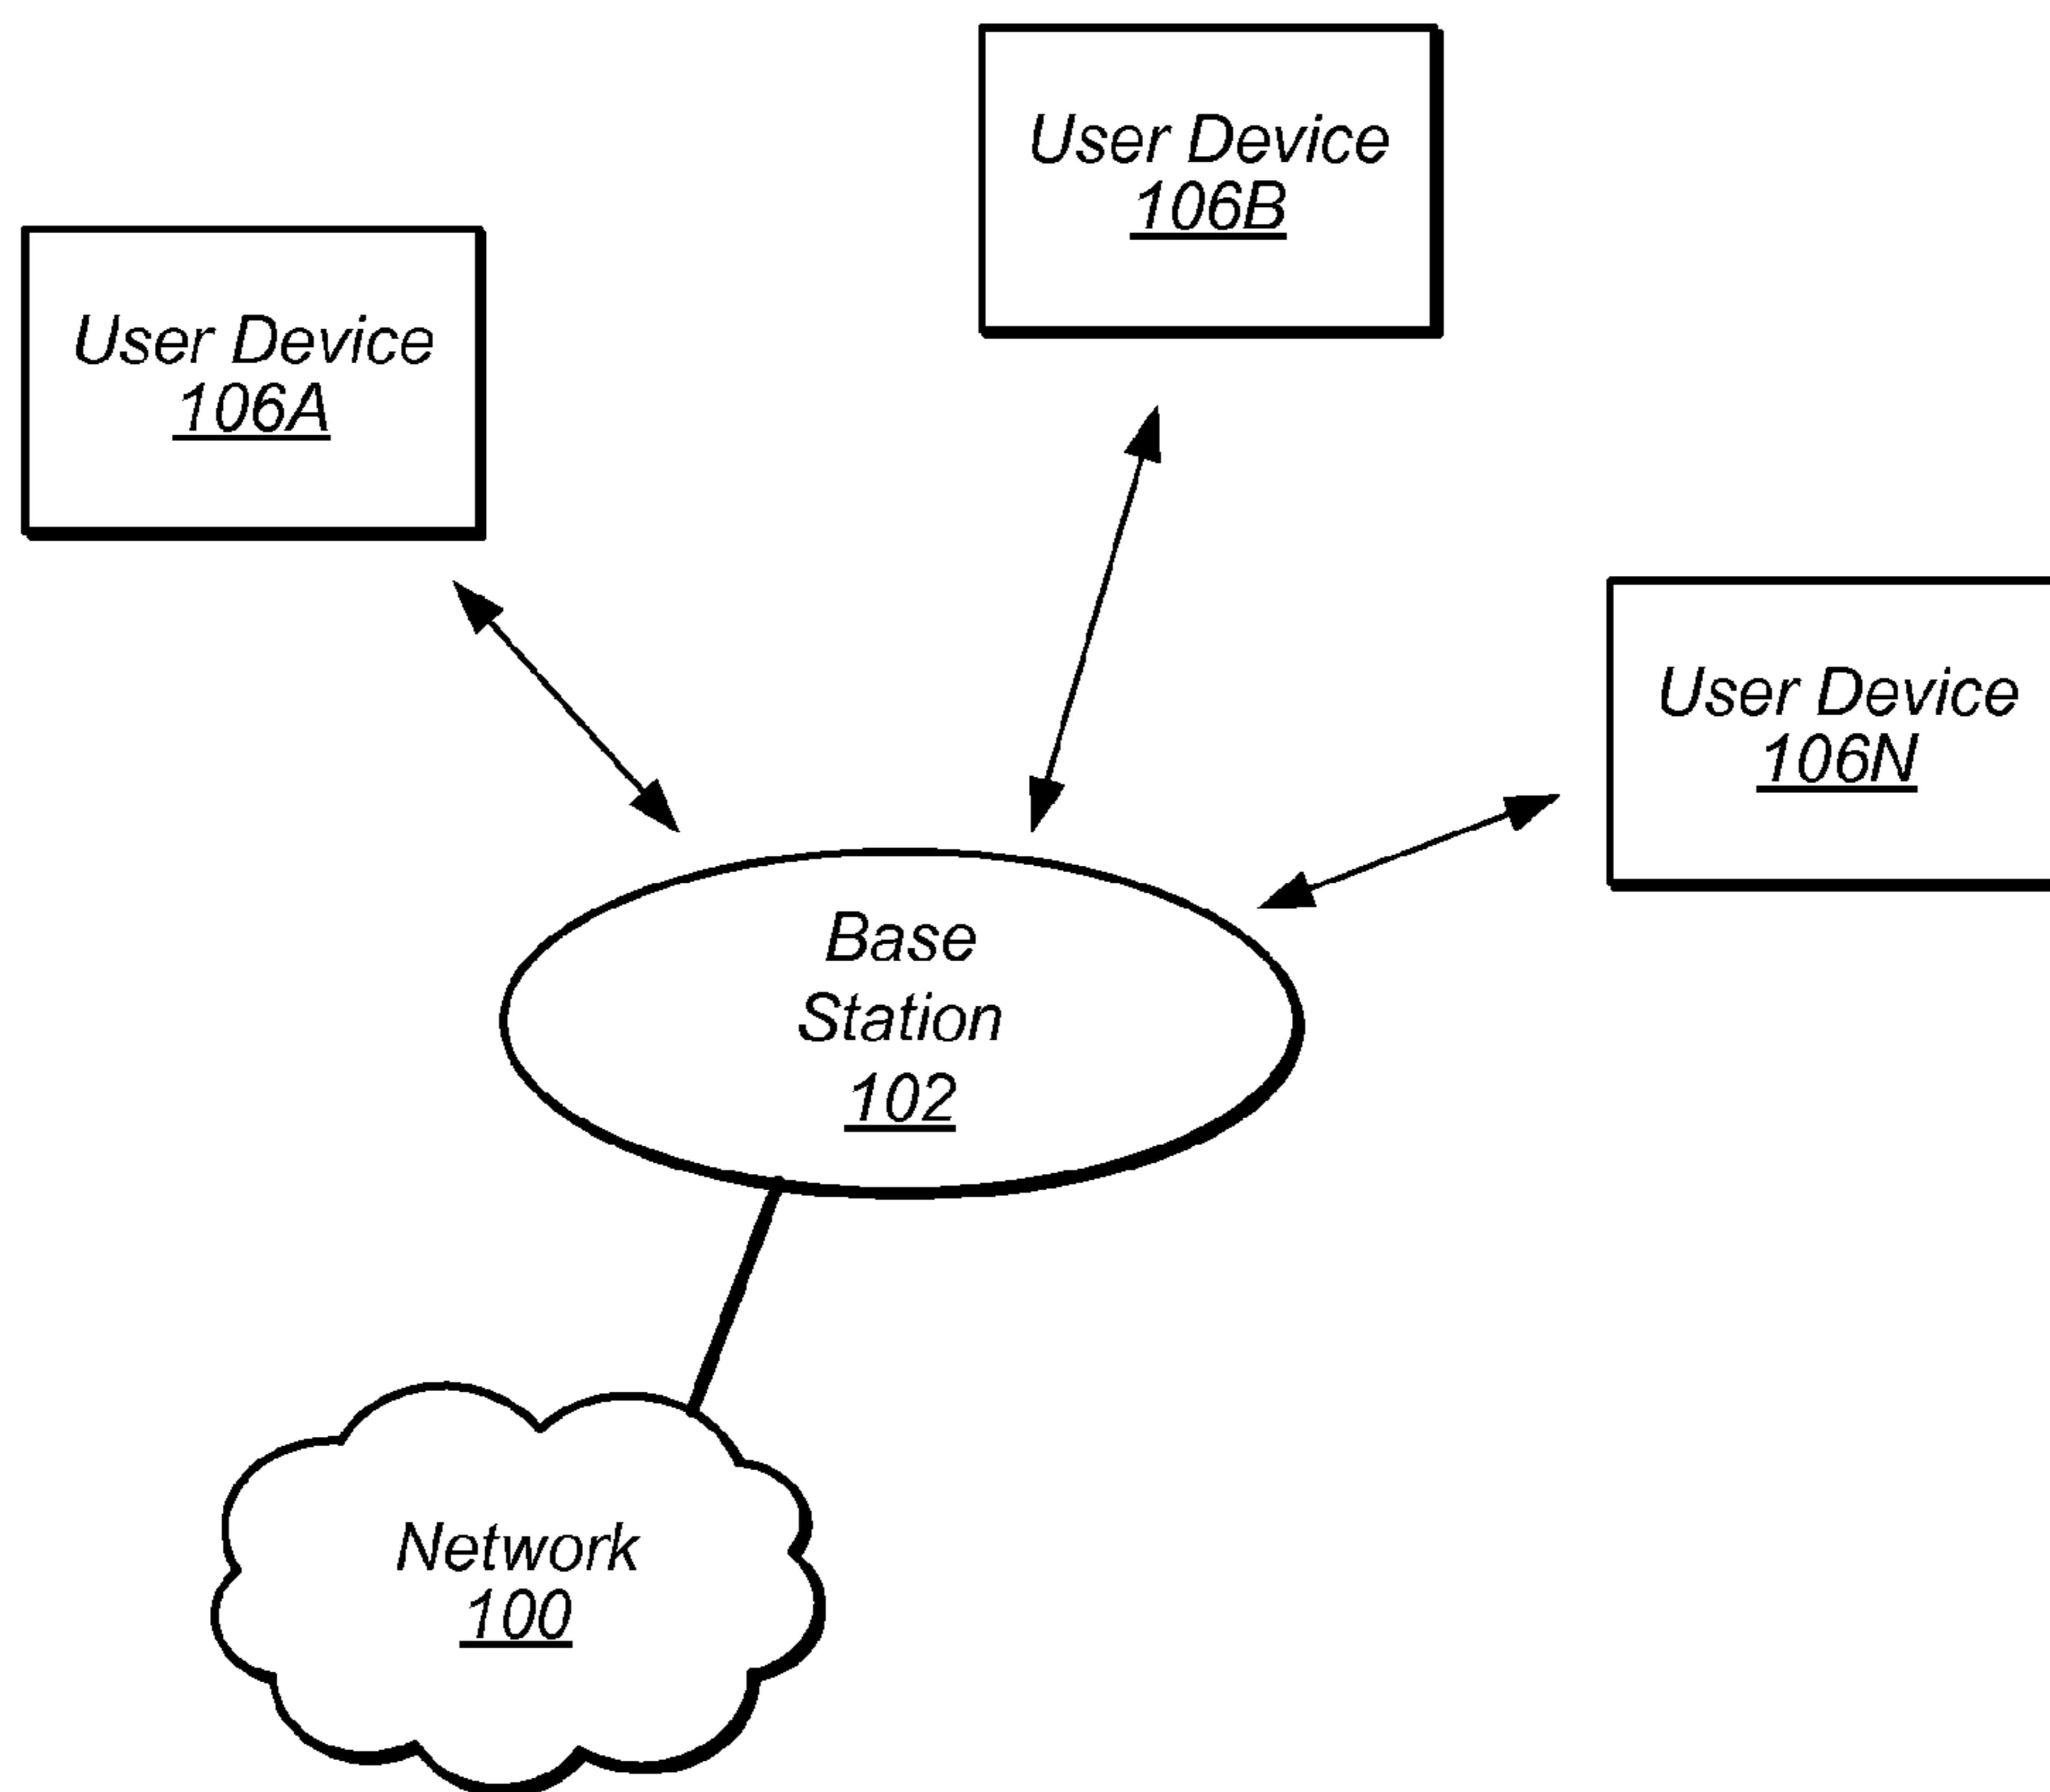 User Device
106B
User Device
106A
User Device
106N
Base
Station
102
Network
100